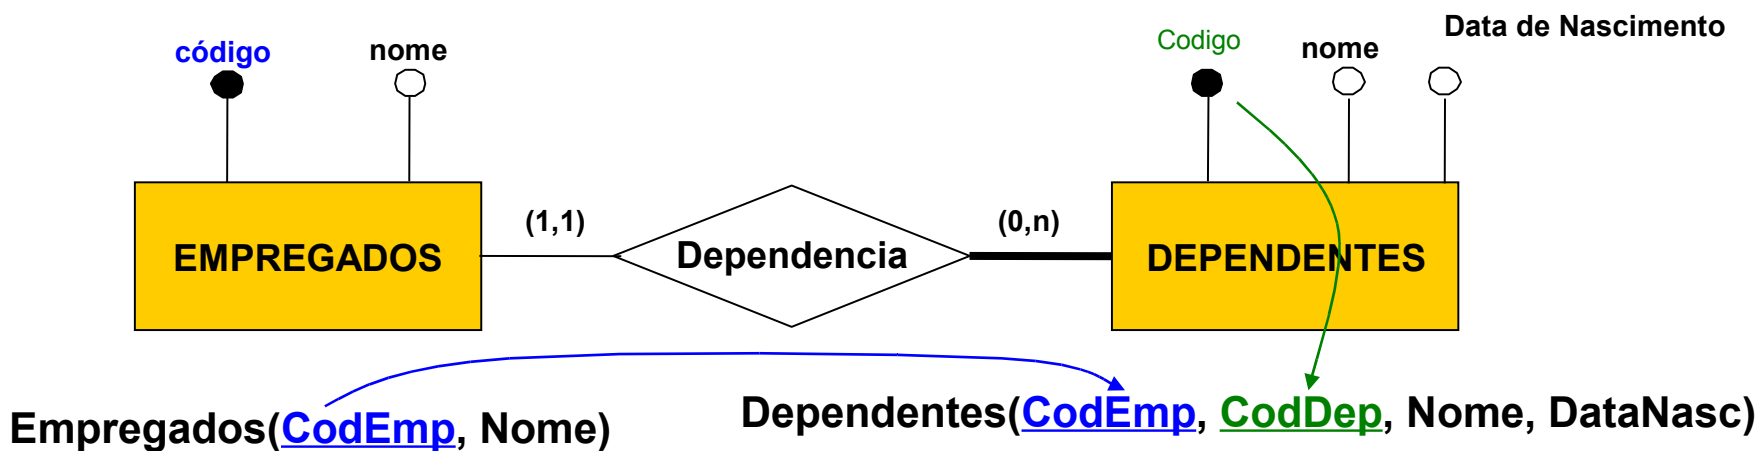 código
nome
Codigo
nome
Data de Nascimento
EMPREGADOS
(1,1)
Dependencia
(0,n)
DEPENDENTES
Empregados(CodEmp, Nome)
Dependentes(CodEmp, CodDep, Nome, DataNasc)